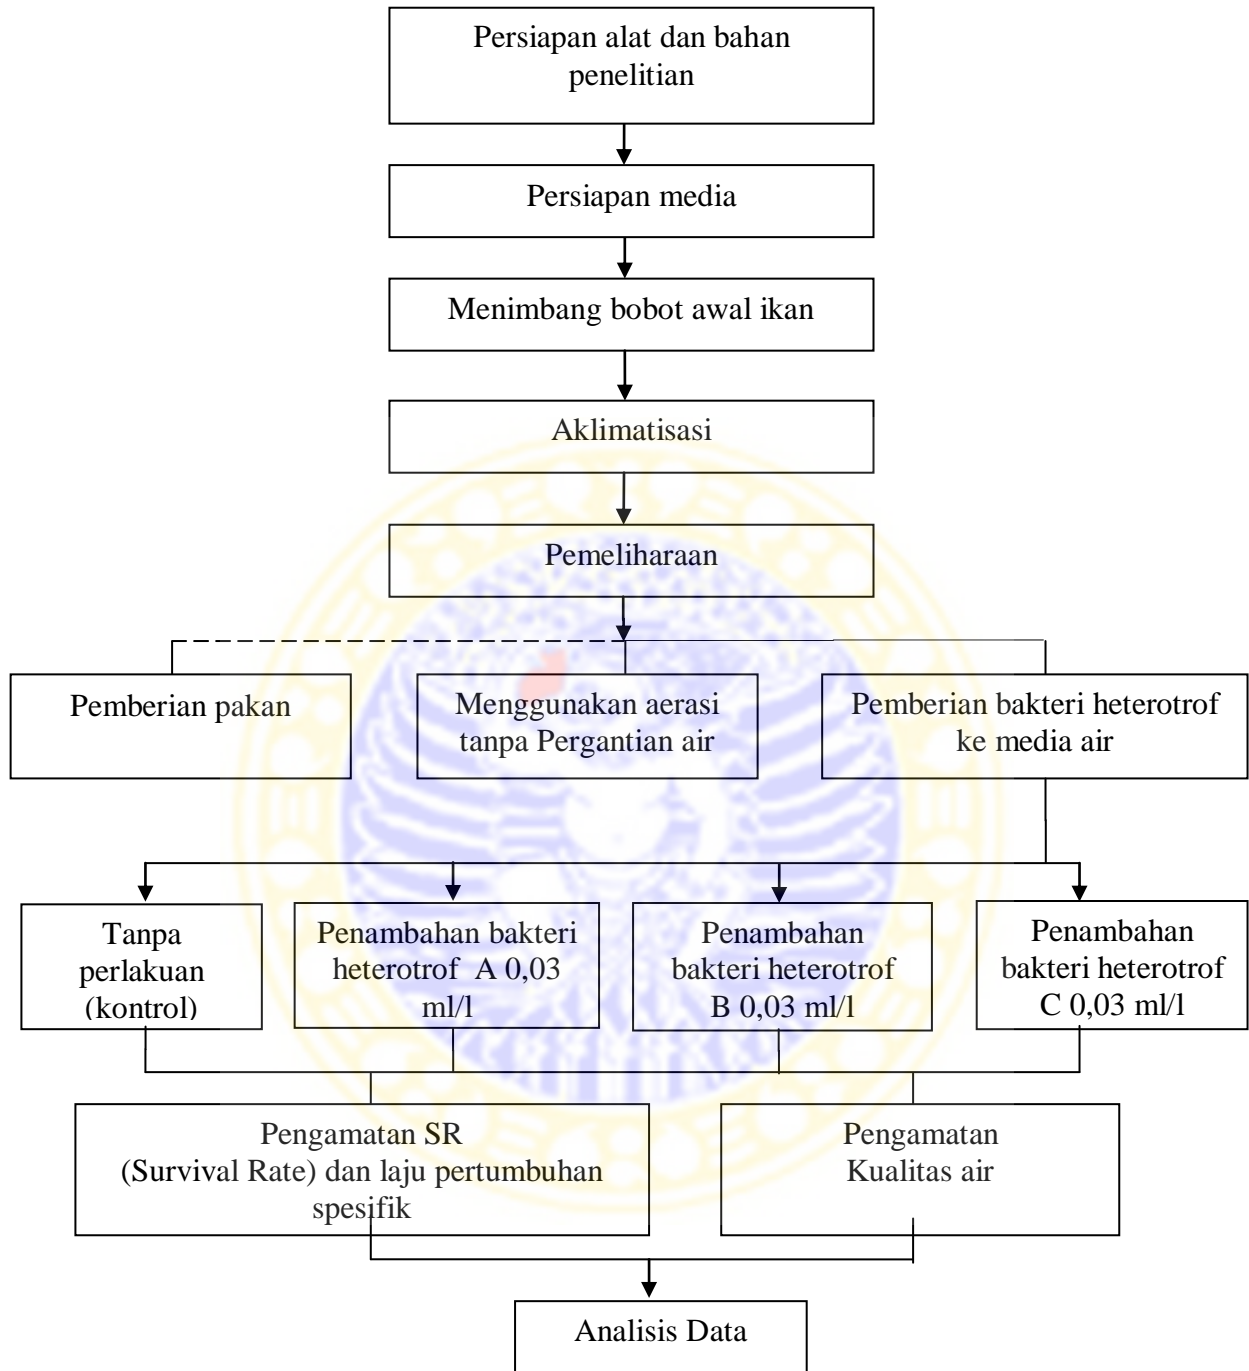 Persiapan alat dan bahan
penelitian
Persiapan media
Menimbang bobot awal ikan
Aklimatisasi
Pemeliharaan
Pemberian pakan
Menggunakan aerasi
tanpa Pergantian air
Pemberian bakteri heterotrof
ke media air
Tanpa
perlakuan
(kontrol)
Penambahan bakteri
heterotrof A 0,03
ml/l
Penambahan
bakteri heterotrof
B 0,03 ml/l
Penambahan
bakteri heterotrof
C 0,03 ml/l
Pengamatan SR
(Survival Rate) dan laju pertumbuhan
spesifik
Pengamatan
Kualitas air
Analisis Data